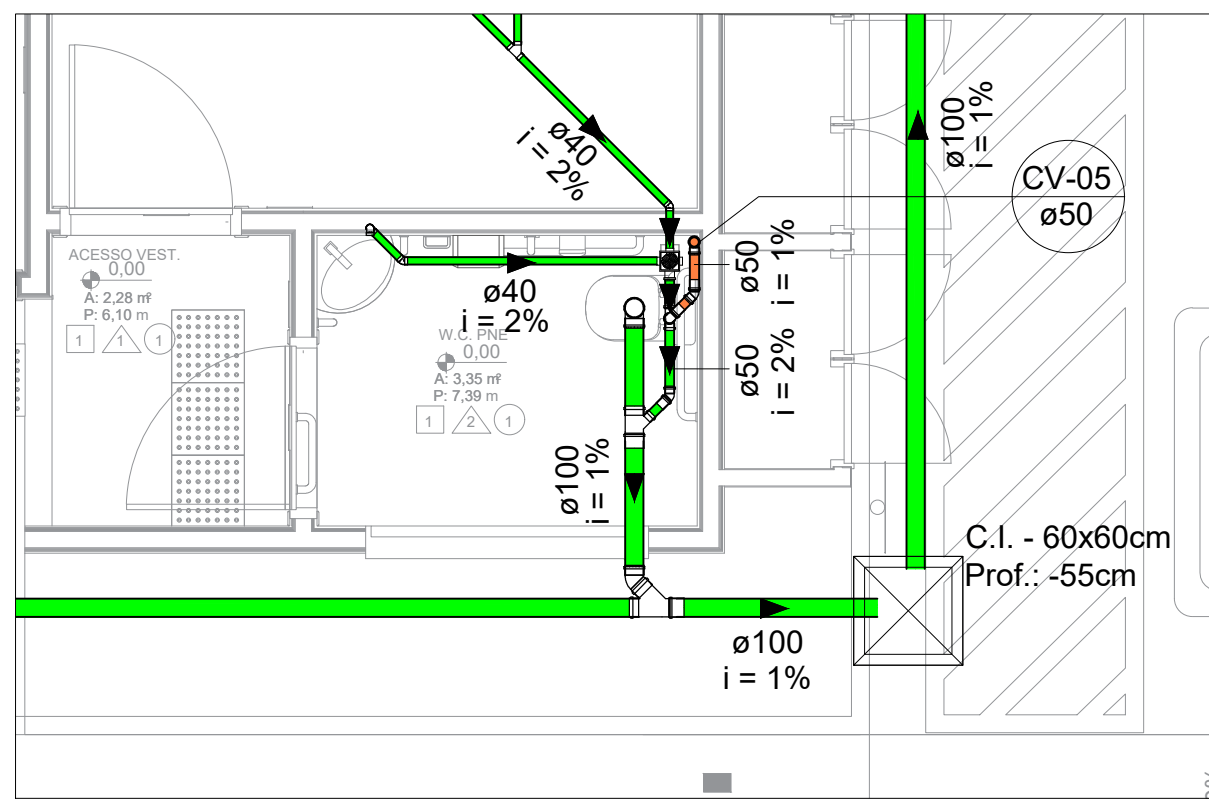 ø40
i = 2%
ø100
i = 1%
CV-05
ø50
ACESSO VEST.
0,00
A: 2,28 m²
P: 6,10 m
1
1
1
ø40
i = 2%
ø50
i = 1%
W.C. PNE
0,00
A: 3,35 m²
P: 7,39 m
1
2
1
ø50
i = 2%
ø100
i = 1%
C.I. - 60x60cm
Prof.: -55cm
ø100
i = 1%